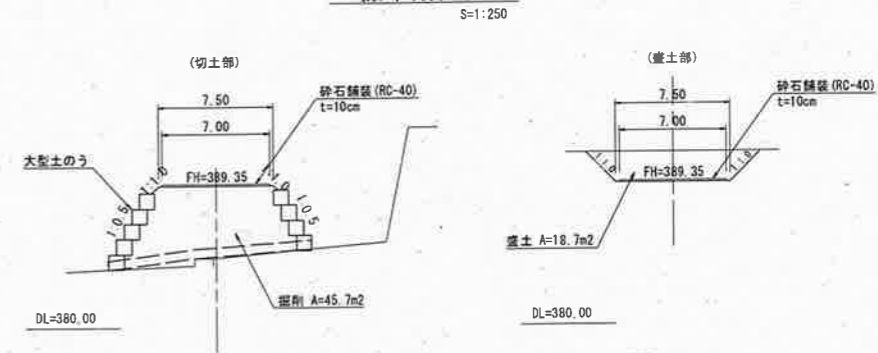 S=1:250
(切土部)
7.50
7.00
砕石舗装(RC-40)
t=10cm
大型土のう
1:1.0
FH=389.35
1:0.5
1:0.5
掘削 A=45.7m2
DL=380.00
(盛土部)
7.50
7.00
砕石舗装(RC-40)
t=10cm
1:1.0
FH=389.35
1:1.0
盛土 A=18.7m2
DL=380.00